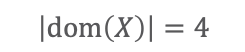 |dom(X)| = 4